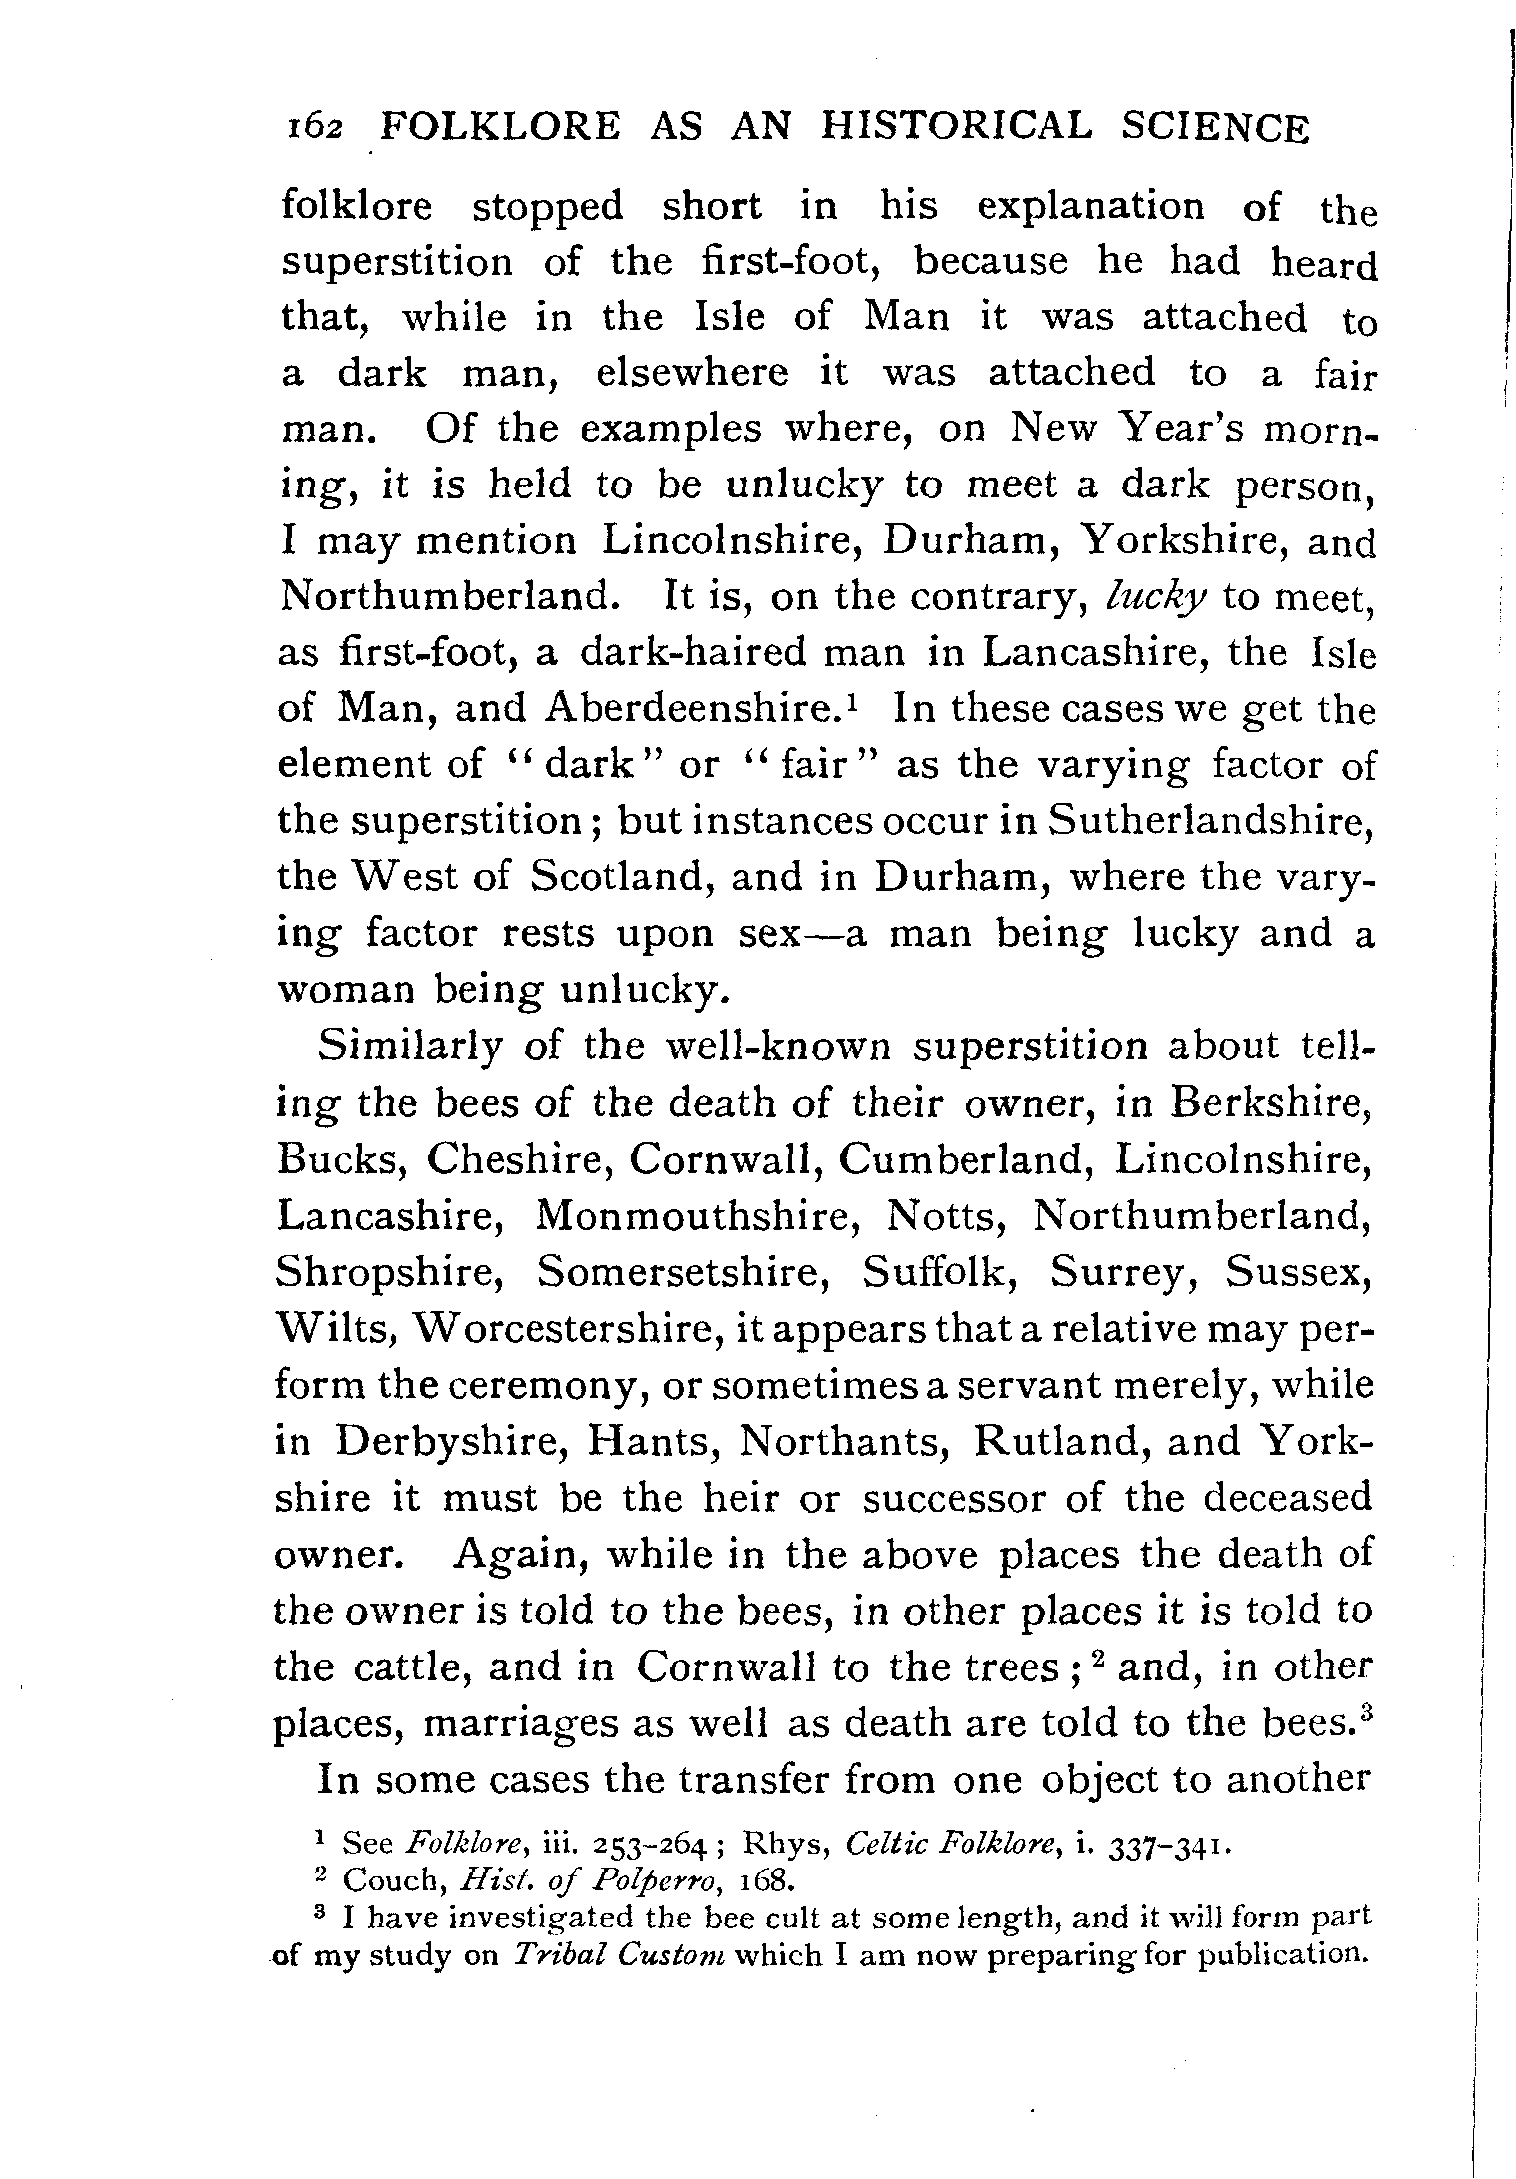 162 FOLKLORE AS AN HISTORICAL SCIENCE
folklore stopped short in his explanation of the
superstition of the first-foot, because he had heard
that, while in the Isle of Man it was attached to
a dark man, elsewhere it was attached to a fair
man. Of the examples where, on New Year's morn-
ing, it is held to be unlucky to meet a dark person,
I may mention Lincolnshire, Durham, Yorkshire, and
Northumberland. It is, on the contrary, lucky to meet,
as first-foot, a dark-haired man in Lancashire, the Isle
of Man, and Aberdeenshire.¹ In these cases we get the
element of “ dark ” or “ fair ” as the varying factor of
the superstition ; but instances occur in Sutherlandshire,
the West of Scotland, and in Durham, where the vary-
ing factor rests upon sex—a man being lucky and a
woman being unlucky.
Similarly of the well-known superstition about tell-
ing the bees of the death of their owner, in Berkshire,
Bucks, Cheshire, Cornwall, Cumberland, Lincolnshire,
Lancashire, Monmouthshire, Notts, Northumberland,
Shropshire, Somersetshire, Suffolk, Surrey, Sussex,
Wilts, Worcestershire, it appears that a relative may per-
form the ceremony, or sometimes a servant merely, while
in Derbyshire, Hants, Northants, Rutland, and York-
shire it must be the heir or successor of the deceased
owner. Again, while in the above places the death of
the owner is told to the bees, in other places it is told to
the cattle, and in Cornwall to the trees ; ² and, in other
places, marriages as well as death are told to the bees.³
In some cases the transfer from one object to another
¹ See Folklore, iii. 253–264 ; Rhys, Celtic Folklore, i. 337–341.
² Couch, Hist. of Polperro, 168.
³ I have investigated the bee cult at some length, and it will form part
of my study on Tribal Custom which I am now preparing for publication.